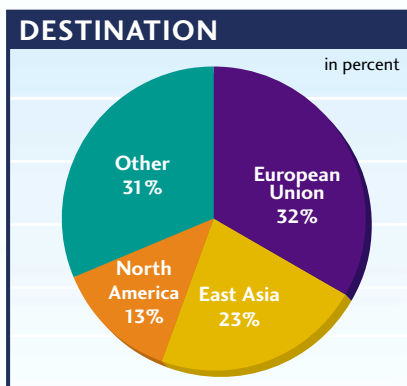 DESTINATION
in percent
European
Union
32%
East Asia
23%
North
America
13%
Other
31%